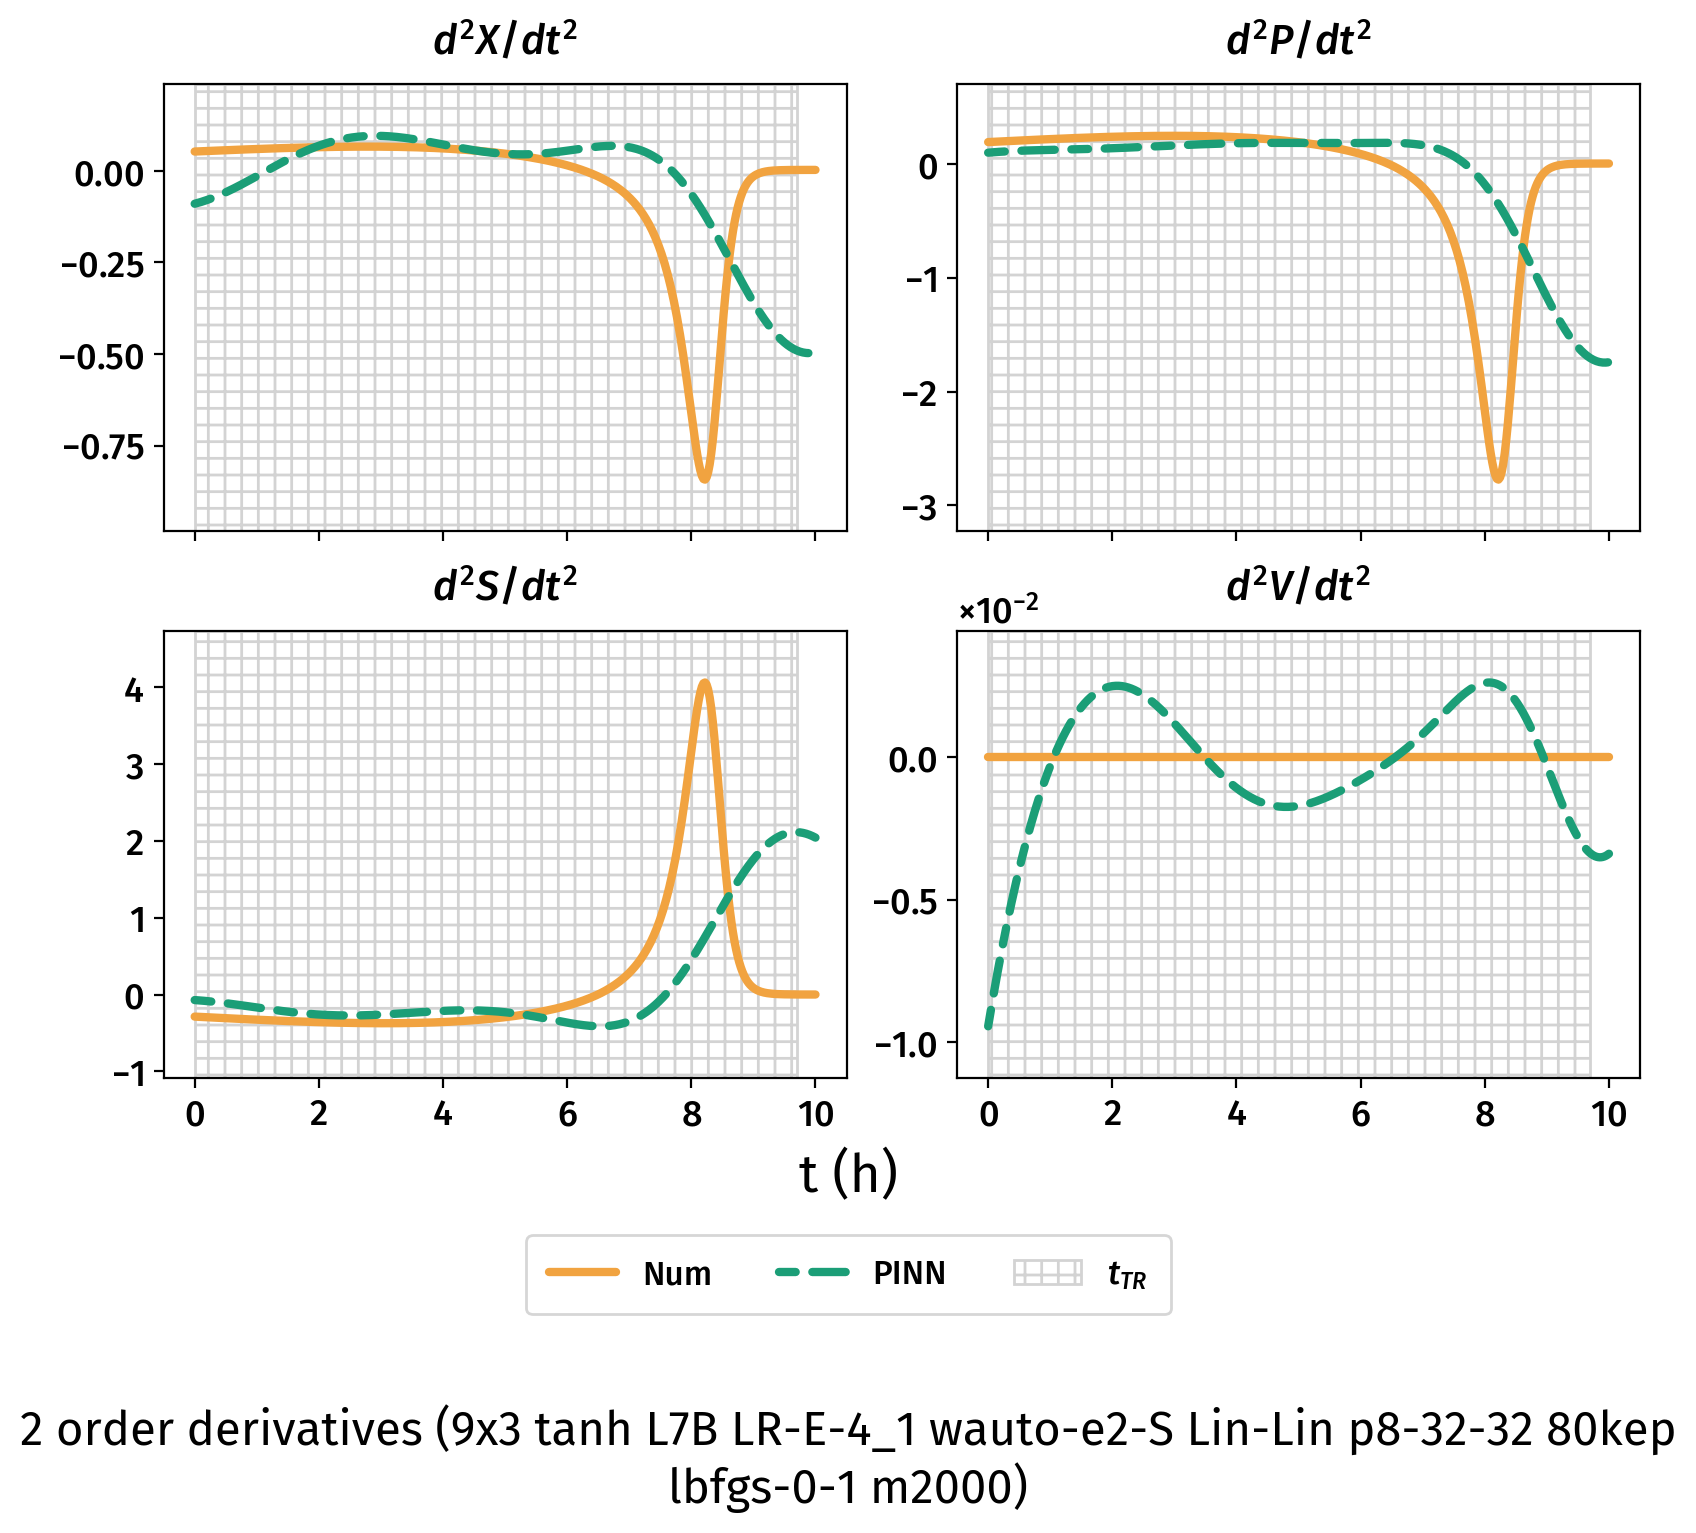 d²X/dt²
d²P/dt²
0.00
−0.25
−0.50
−0.75
0
−1
−2
−3
d²S/dt²
d²V/dt²
×10⁻²
4
3
2
1
0
−1
0.0
−0.5
−1.0
0 2 4 6 8 10
0 2 4 6 8 10
t (h)
Num PINN t_TR
2 order derivatives (9x3 tanh L7B LR-E-4_1 wauto-e2-S Lin-Lin p8-32-32 80kep
lbfgs-0-1 m2000)